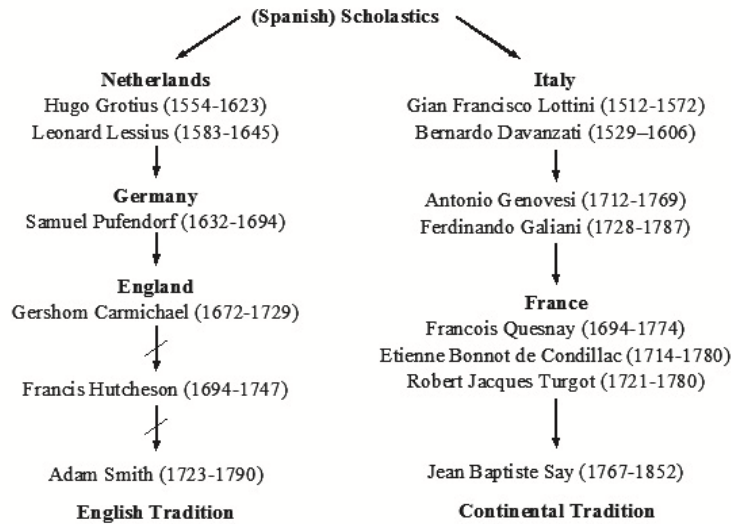 (Spanish) Scholastics
Netherlands
Hugo Grotius (1554-1623)
Leonard Lessius (1583-1645)
Germany
Samuel Pufendorf (1632-1694)
England
Gershom Carmichael (1672-1729)
Francis Hutcheson (1694-1747)
Adam Smith (1723-1790)
English Tradition
Italy
Gian Francisco Lottini (1512-1572)
Bernardo Davanzati (1529–1606)
Antonio Genovesi (1712-1769)
Ferdinando Galiani (1728-1787)
France
Francois Quesnay (1694-1774)
Etienne Bonnot de Condillac (1714-1780)
Robert Jacques Turgot (1721-1780)
Jean Baptiste Say (1767-1852)
Continental Tradition